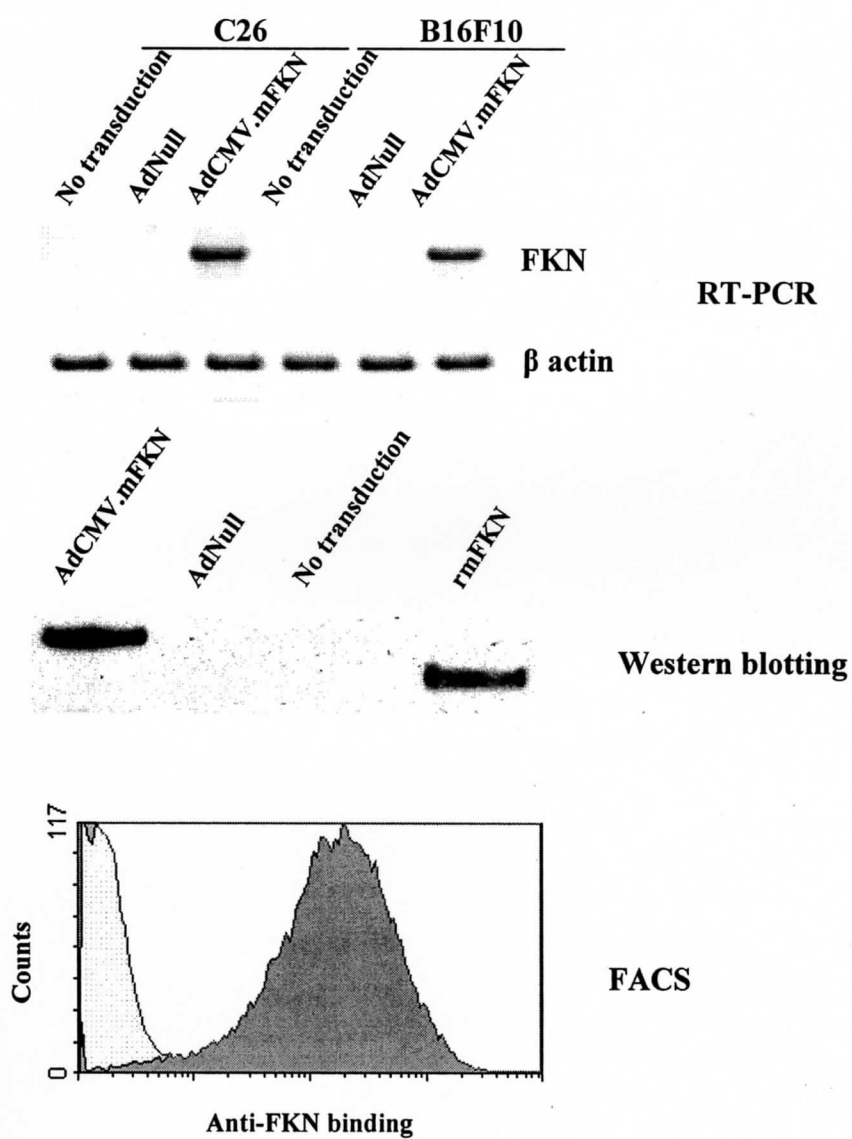 C26 B16F10
No transduction
AdNull
AdCMV.mFKN
No transduction
AdNull
AdCMV.mFKN
FKN
RT-PCR
β actin
AdCMV.mFKN
AdNull
No transduction
rmFKN
Western blotting
117
0
Counts
FACS
Anti-FKN binding